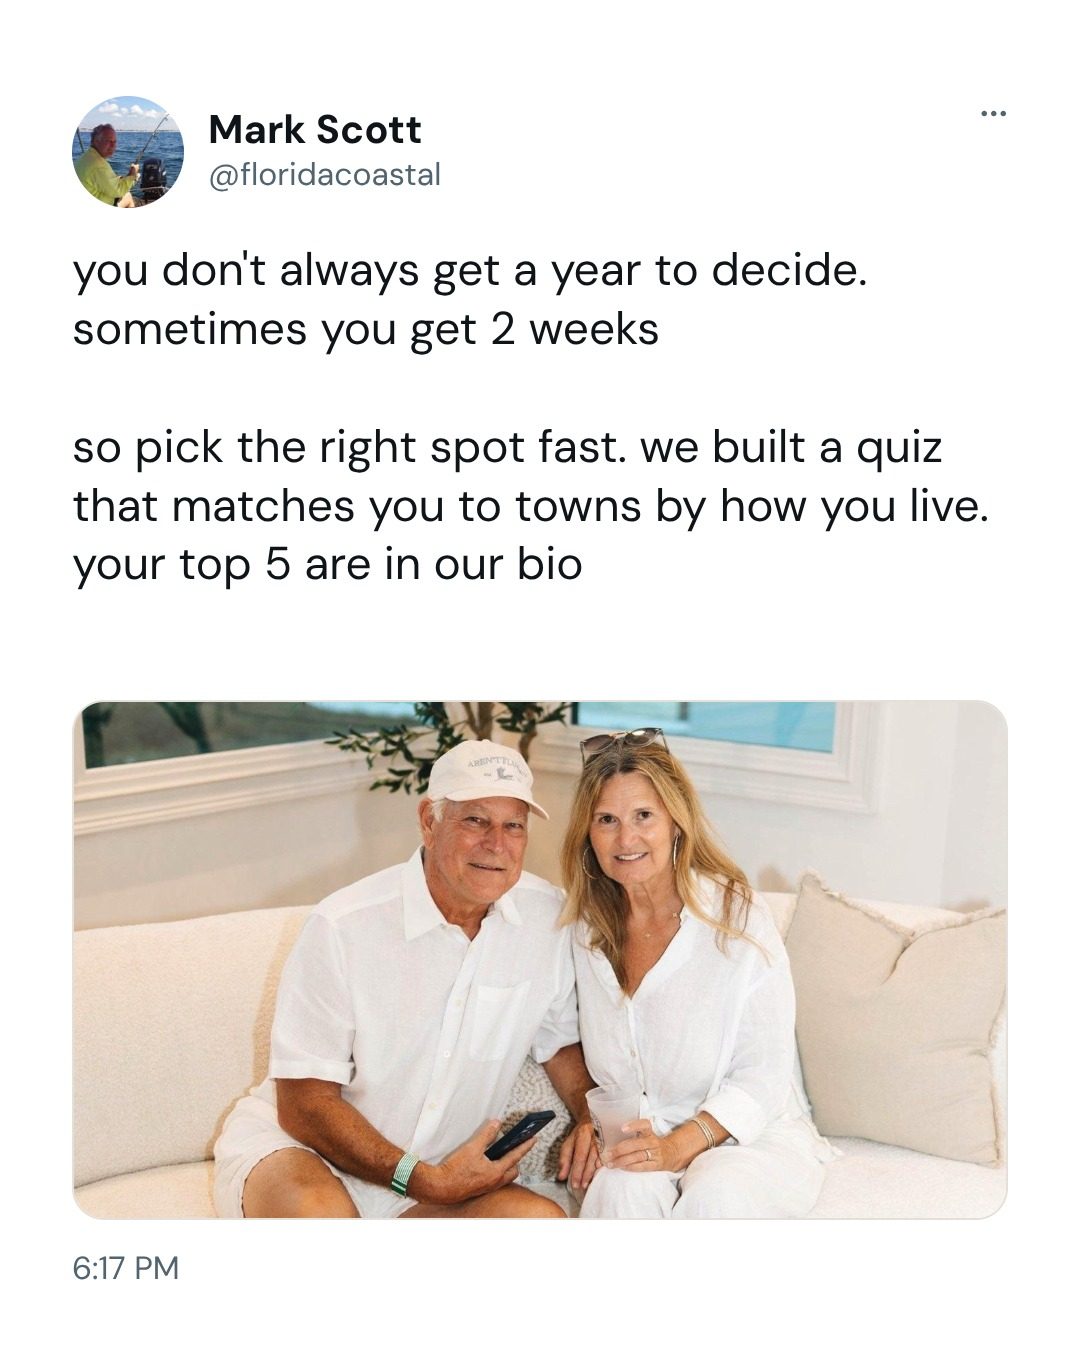 Mark Scott
@floridacoastal
you don't always get a year to decide.
sometimes you get 2 weeks
so pick the right spot fast. we built a quiz
that matches you to towns by how you live.
your top 5 are in our bio
6:17 PM